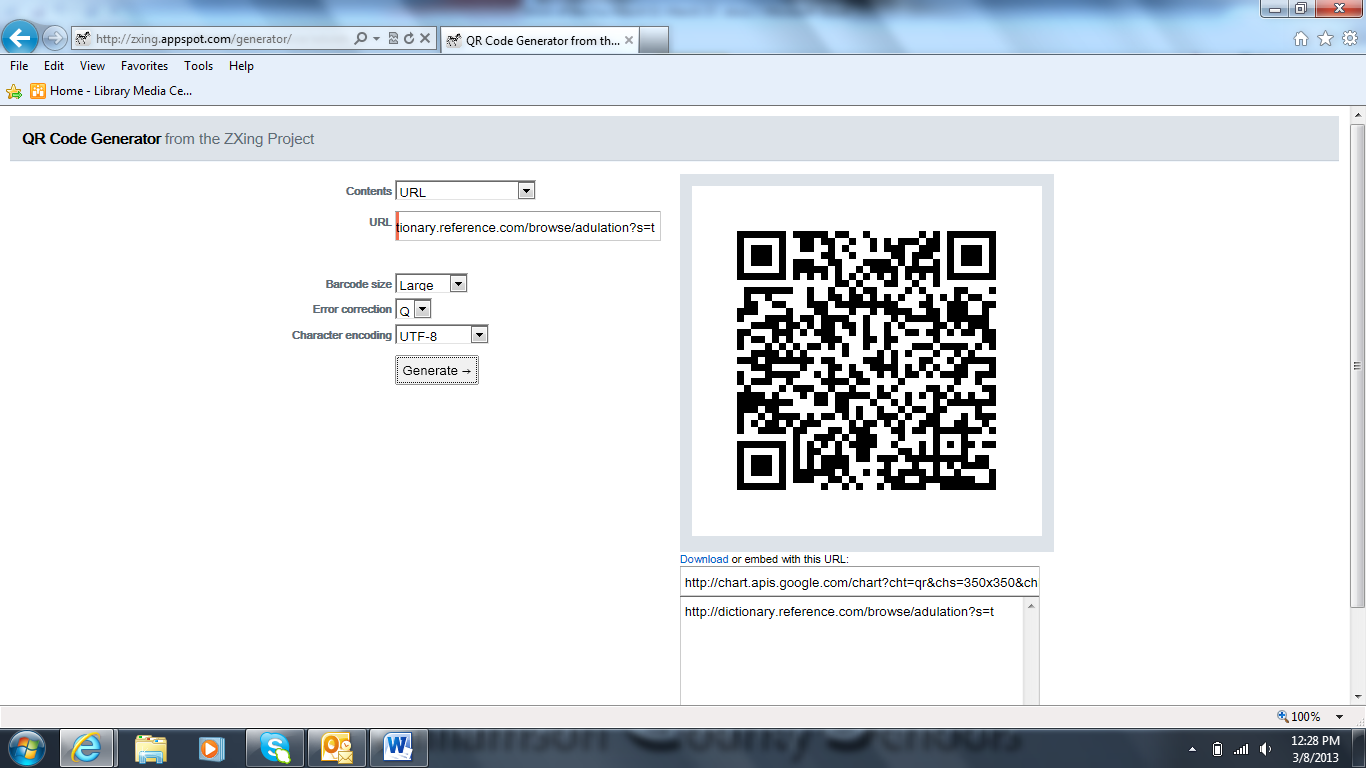 http://zxing.appspot.com/generator/
QR Code Generator from th...
File Edit View Favorites Tools Help
Home - Library Media Ce...
QR Code Generator from the ZXing Project
Contents URL
URL tionary.reference.com/browse/adulation?s=t
Barcode size Large
Error correction Q
Character encoding UTF-8
Generate →
Download or embed with this URL:
http://chart.apis.google.com/chart?cht=qr&chs=350x350&ch
http://dictionary.reference.com/browse/adulation?s=t
100%
12:28 PM
3/8/2013